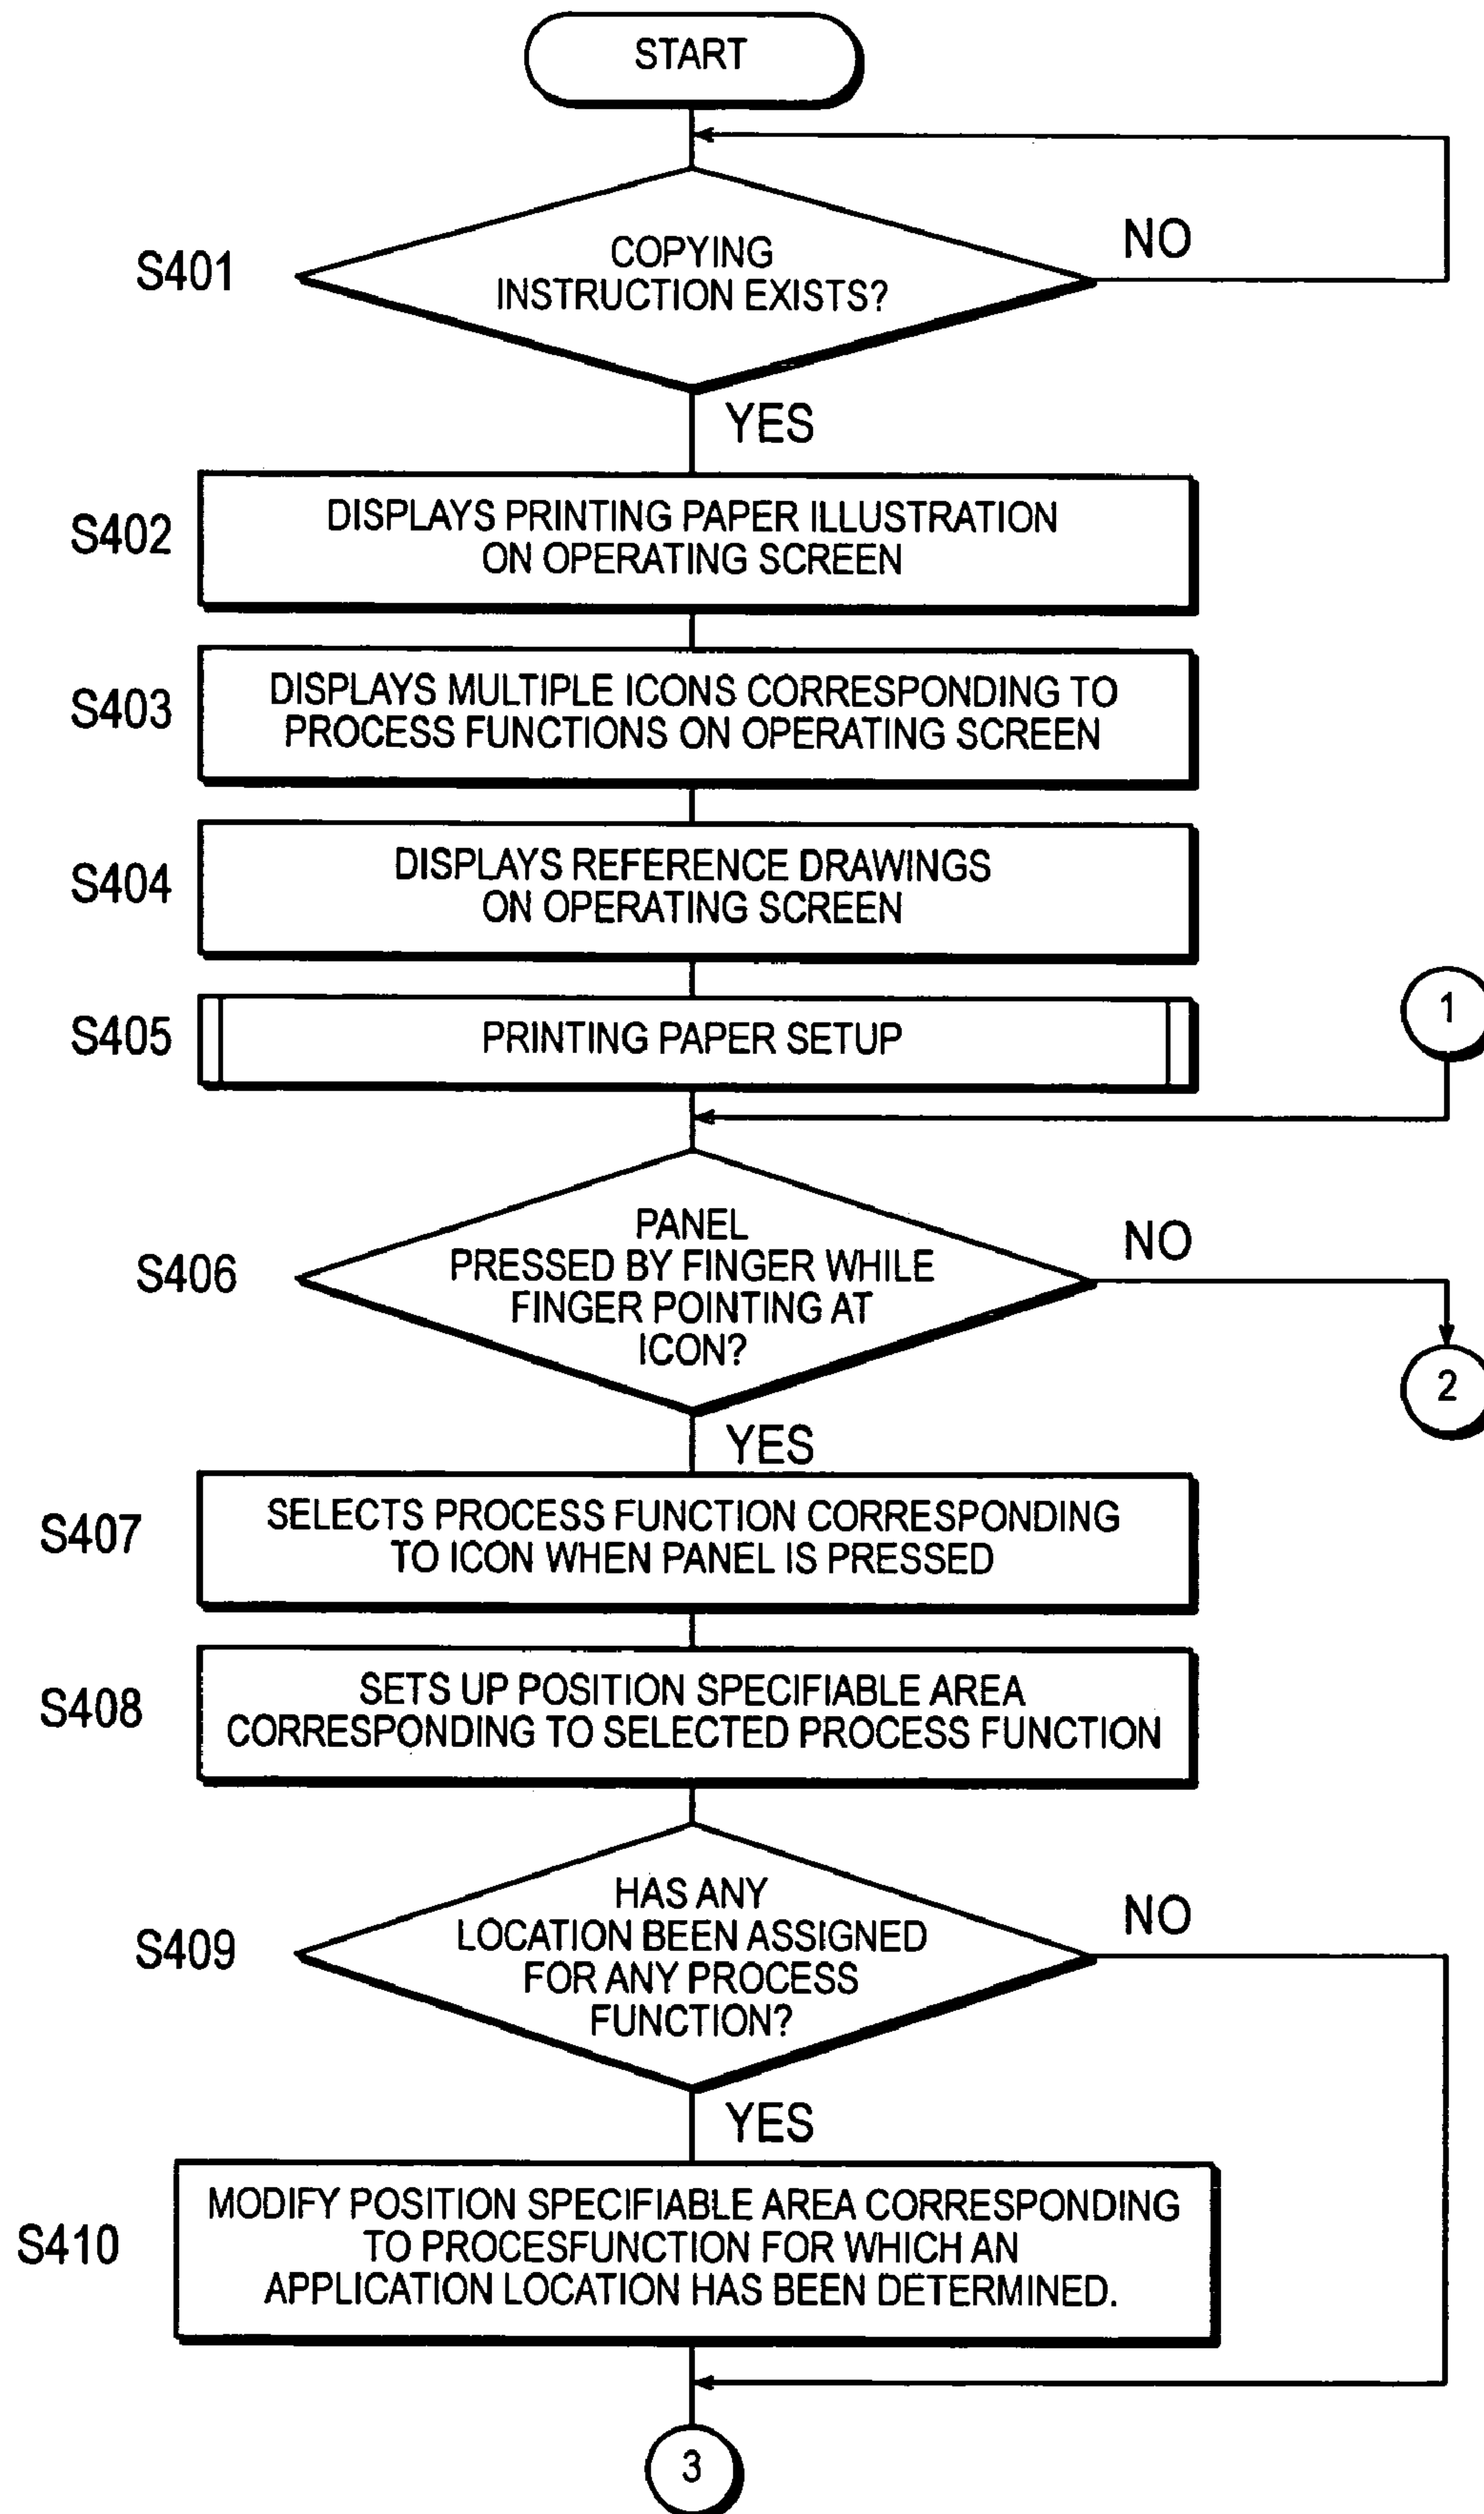 START
S401
COPYING
INSTRUCTION EXISTS?
NO
YES
S402
DISPLAYS PRINTING PAPER ILLUSTRATION
ON OPERATING SCREEN
S403
DISPLAYS MULTIPLE ICONS CORRESPONDING TO
PROCESS FUNCTIONS ON OPERATING SCREEN
S404
DISPLAYS REFERENCE DRAWINGS
ON OPERATING SCREEN
S405
PRINTING PAPER SETUP
1
S406
PANEL
PRESSED BY FINGER WHILE
FINGER POINTING AT
ICON?
NO
2
YES
S407
SELECTS PROCESS FUNCTION CORRESPONDING
TO ICON WHEN PANEL IS PRESSED
S408
SETS UP POSITION SPECIFIABLE AREA
CORRESPONDING TO SELECTED PROCESS FUNCTION
S409
HAS ANY
LOCATION BEEN ASSIGNED
FOR ANY PROCESS
FUNCTION?
NO
YES
S410
MODIFY POSITION SPECIFIABLE AREA CORRESPONDING
TO PROCESFUNCTION FOR WHICH AN
APPLICATION LOCATION HAS BEEN DETERMINED.
3